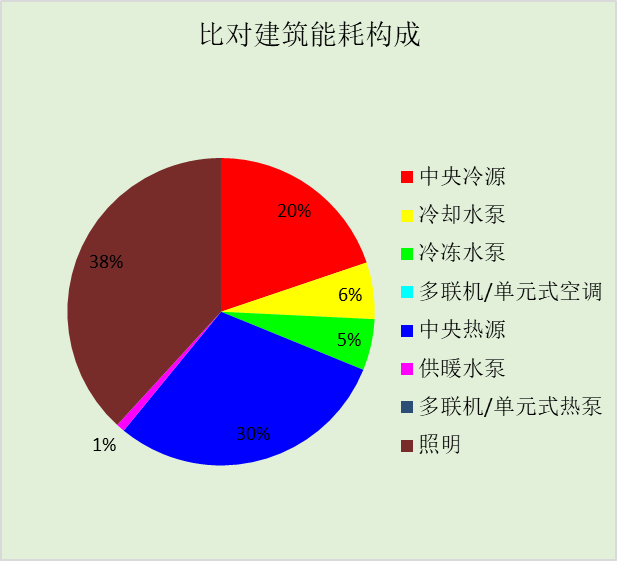 比对建筑能耗构成
20%
6%
5%
30%
1%
38%
中央冷源
冷却水泵
冷冻水泵
多联机/单元式空调
中央热源
供暖水泵
多联机/单元式热泵
照明